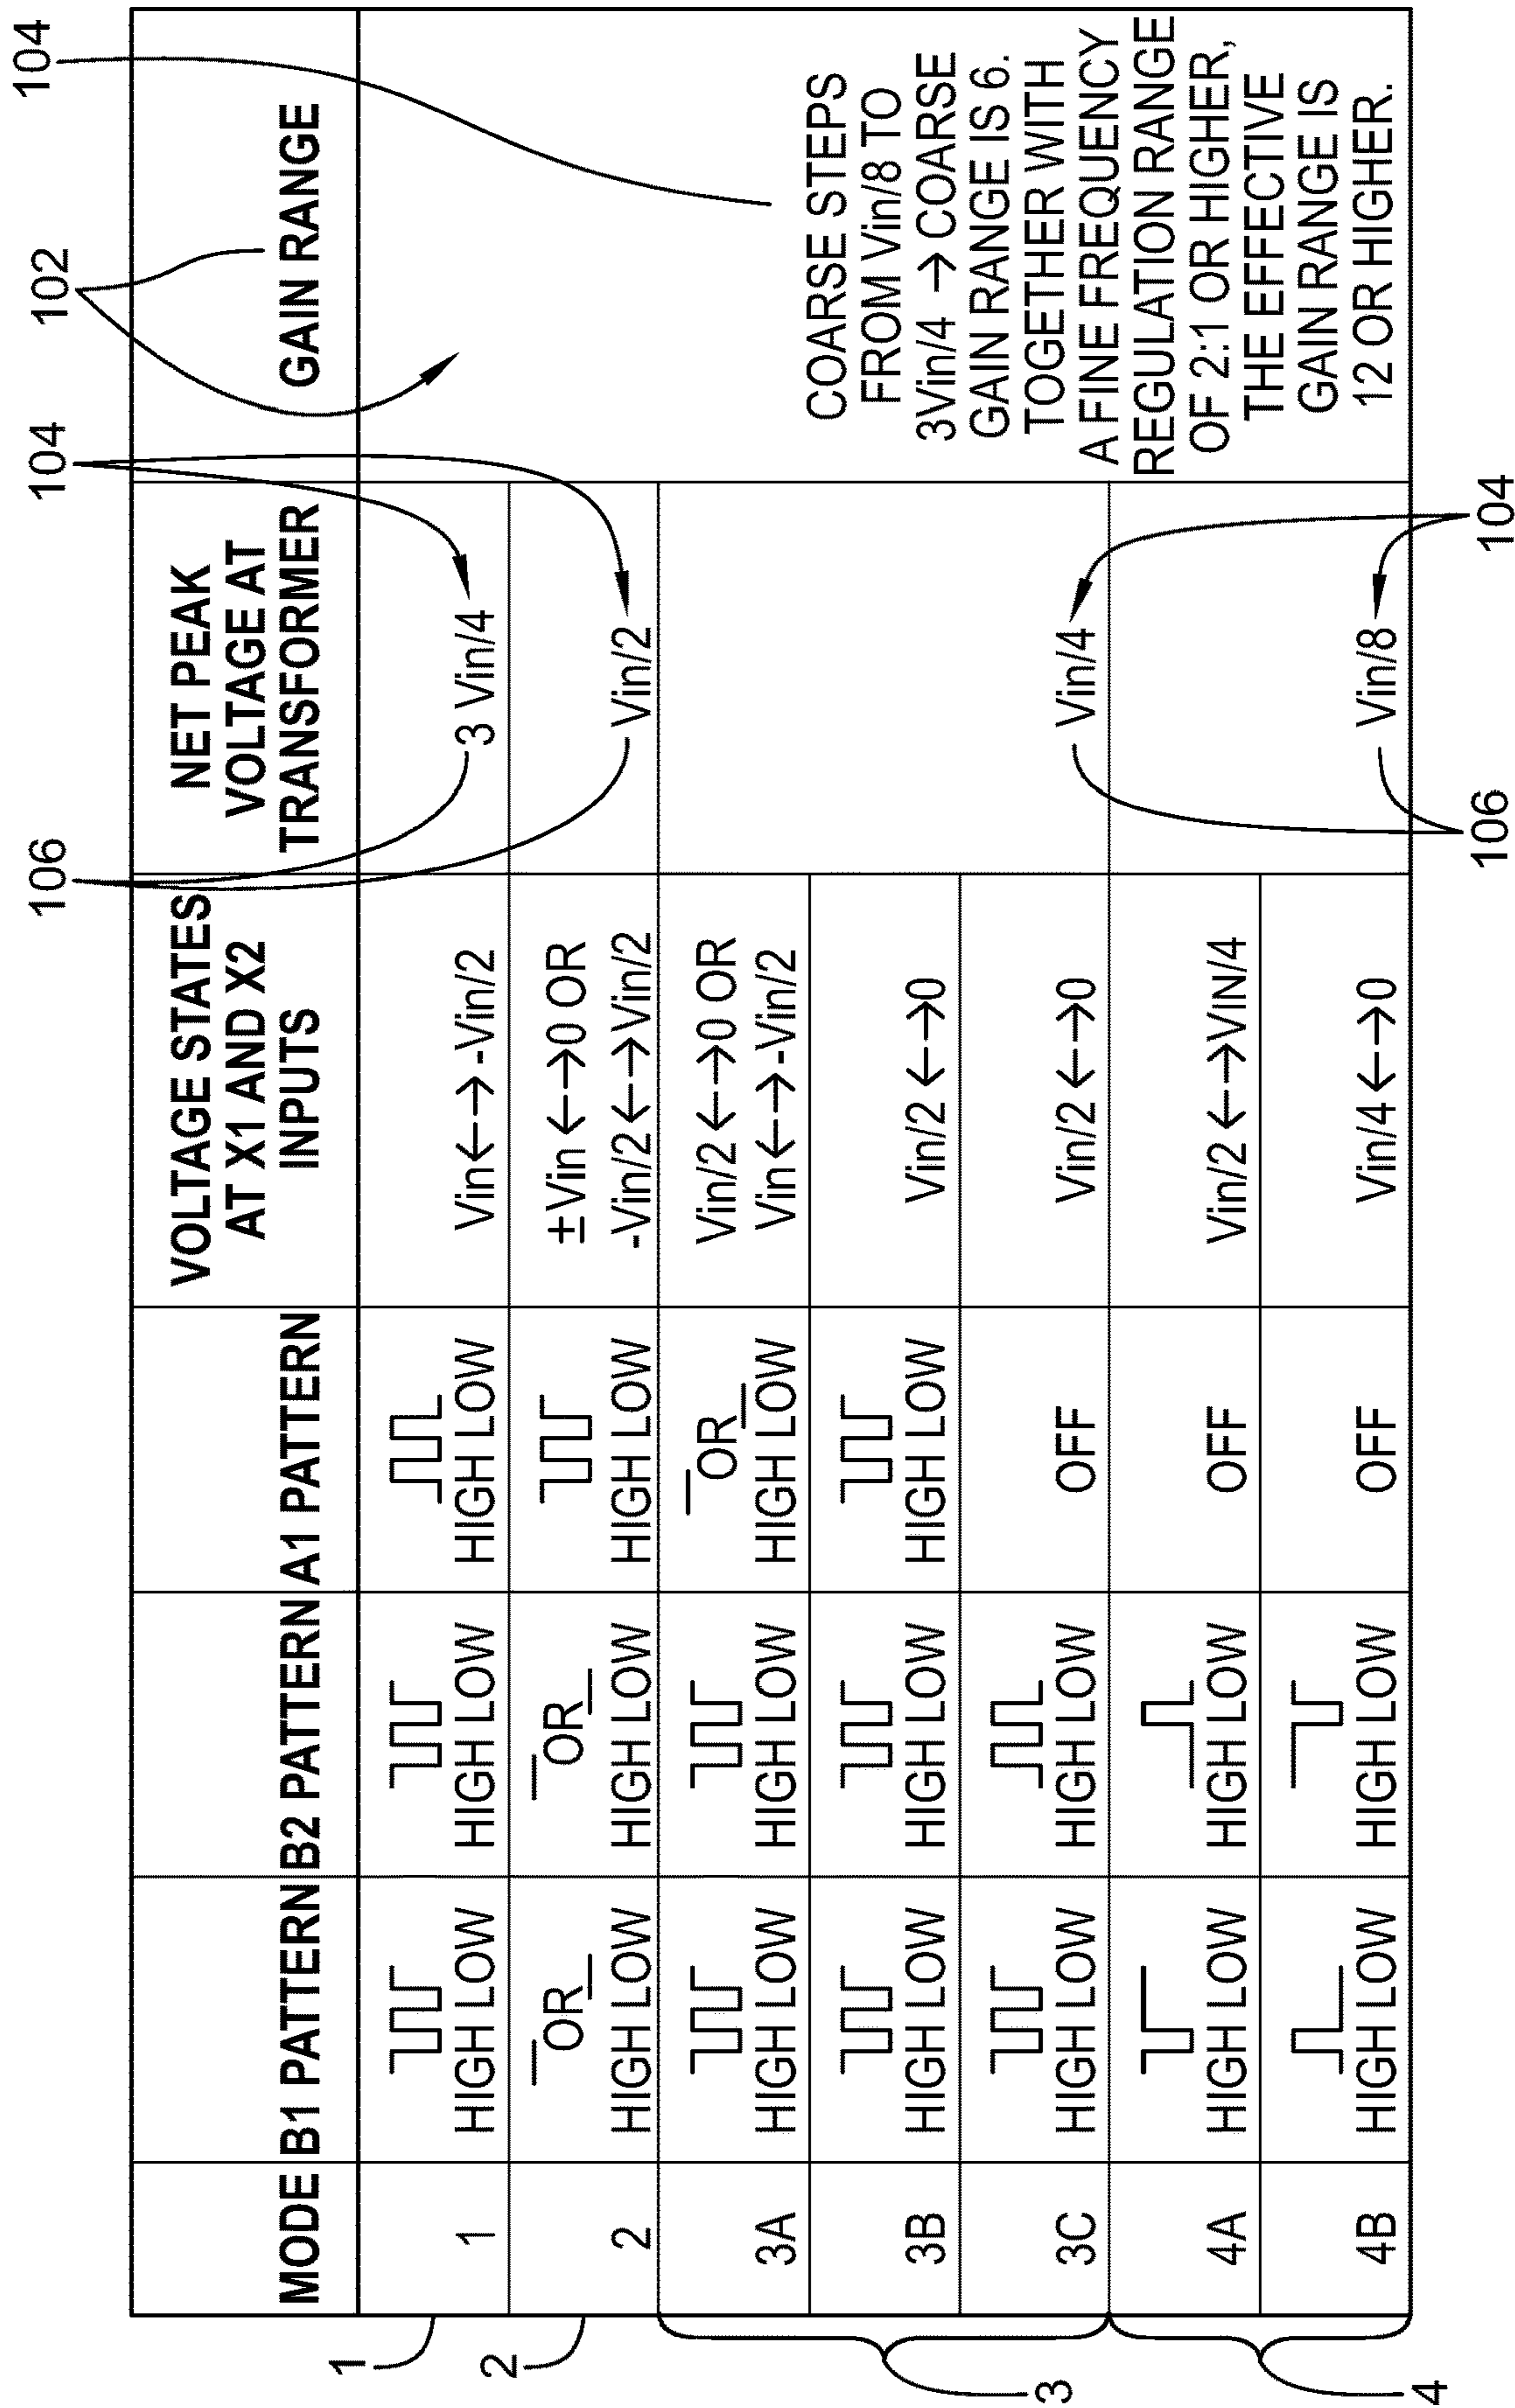 104
102
104
106
MODE
B1 PATTERN
B2 PATTERN
A1 PATTERN
VOLTAGE STATES
AT X1 AND X2
INPUTS
NET PEAK
VOLTAGE AT
TRANSFORMER
GAIN RANGE
1
1
HIGH LOW
HIGH LOW
HIGH LOW
Vin←-→ -Vin/2
3 Vin/4
2
2
OR
HIGH LOW
OR
HIGH LOW
HIGH LOW
±Vin ←-→0 OR
-Vin/2←-→Vin/2
Vin/2
3
3A
HIGH LOW
HIGH LOW
OR
HIGH LOW
Vin/2←-→0 OR
Vin←-→-Vin/2
3B
HIGH LOW
HIGH LOW
HIGH LOW
Vin/2 ←-→0
3C
HIGH LOW
HIGH LOW
OFF
Vin/2 ←-→0
Vin/4
4
4A
HIGH LOW
HIGH LOW
OFF
Vin/2 ←-→VIN/4
4B
HIGH LOW
HIGH LOW
OFF
Vin/4 ←-→0
Vin/8
COARSE STEPS
FROM Vin/8 TO
3Vin/4 → COARSE
GAIN RANGE IS 6.
TOGETHER WITH
A FINE FREQUENCY
REGULATION RANGE
OF 2:1 OR HIGHER,
THE EFFECTIVE
GAIN RANGE IS
12 OR HIGHER.
106
104